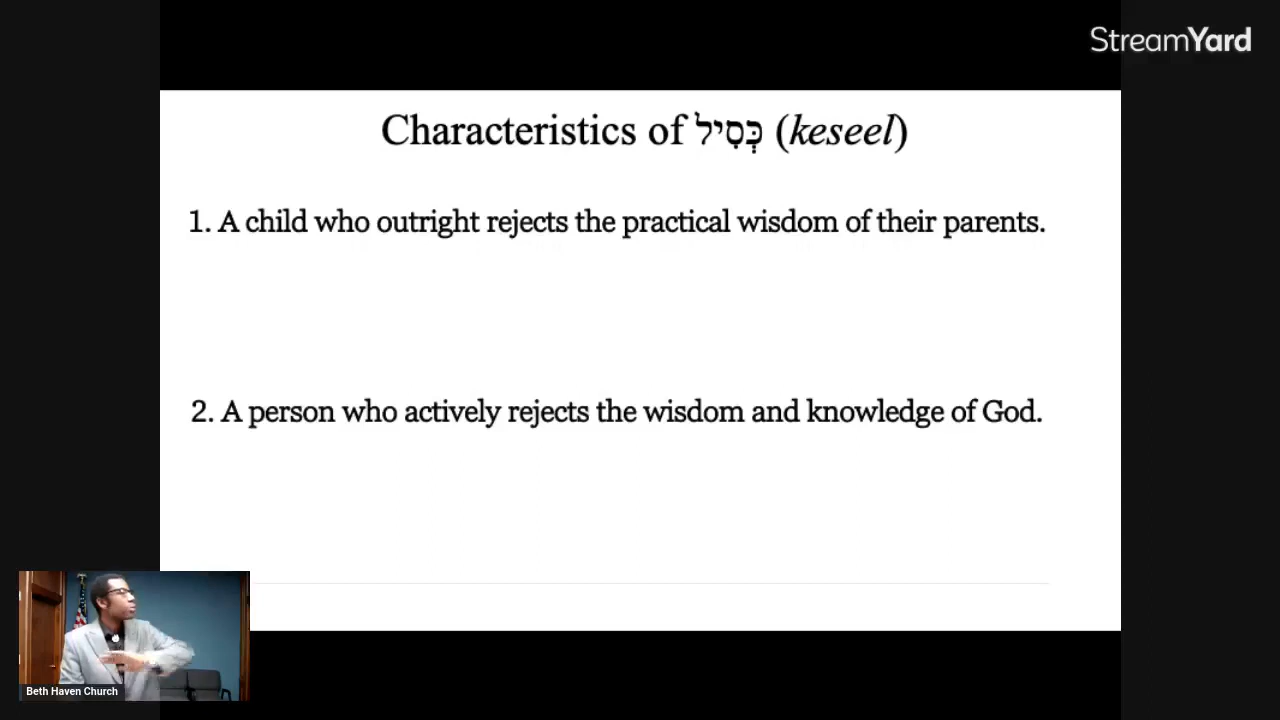 StreamYard
Characteristics of כְּסִיל (keseel)
1. A child who outright rejects the practical wisdom of their parents.
2. A person who actively rejects the wisdom and knowledge of God.
Beth Haven Church